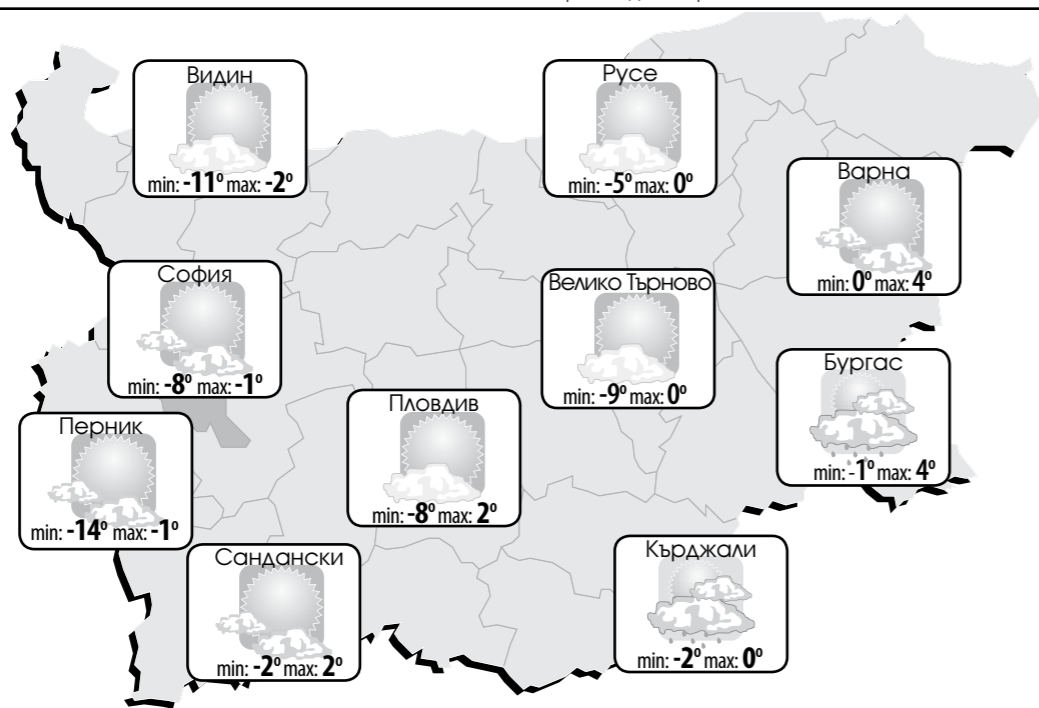 Видин
min: -11° max: -2°
Русе
min: -5° max: 0°
Варна
min: 0° max: 4°
София
min: -8° max: -1°
Велико Търново
min: -9° max: 0°
Бургас
min: -1° max: 4°
Пловдив
min: -8° max: 2°
Перник
min: -14° max: -1°
Сандански
min: -2° max: 2°
Кърджали
min: -2° max: 0°